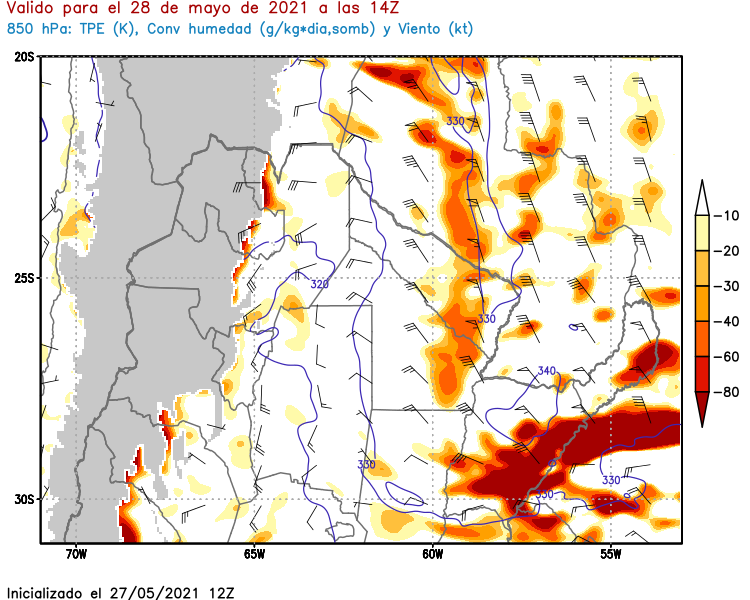 Valido para el 28 de mayo de 2021 a las 14Z
850 hPa: TPE (K), Conv humedad (g/kg*dia,somb) y Viento (kt)
20S
25S
30S
70W
65W
60W
55W
330
320
330
340
330
330
330
-10
-20
-30
-60
-80
Inicializado el 27/05/2021 12Z